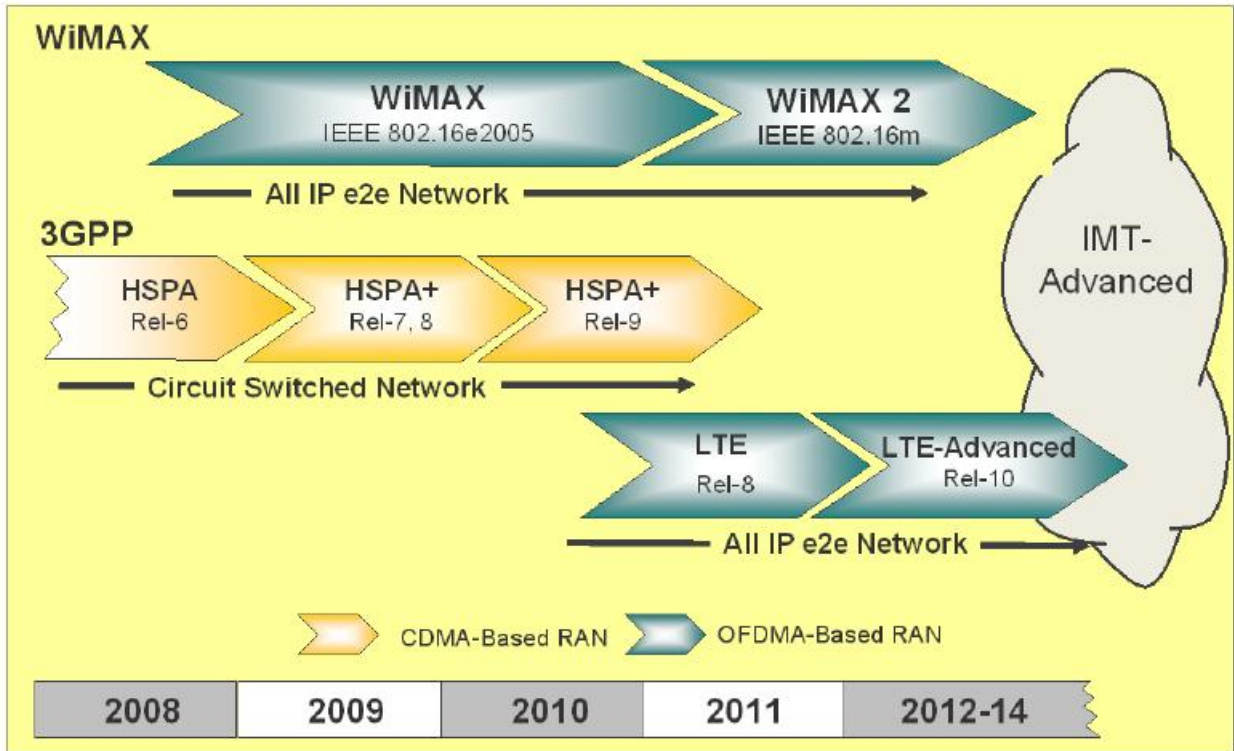 WiMAX
WiMAX
IEEE 802.16e2005
WiMAX 2
IEEE 802.16m
All IP e2e Network
3GPP
HSPA
Rel-6
HSPA+
Rel-7, 8
HSPA+
Rel-9
IMT-
Advanced
Circuit Switched Network
LTE
Rel-8
LTE-Advanced
Rel-10
All IP e2e Network
CDMA-Based RAN
OFDMA-Based RAN
2008
2009
2010
2011
2012-14